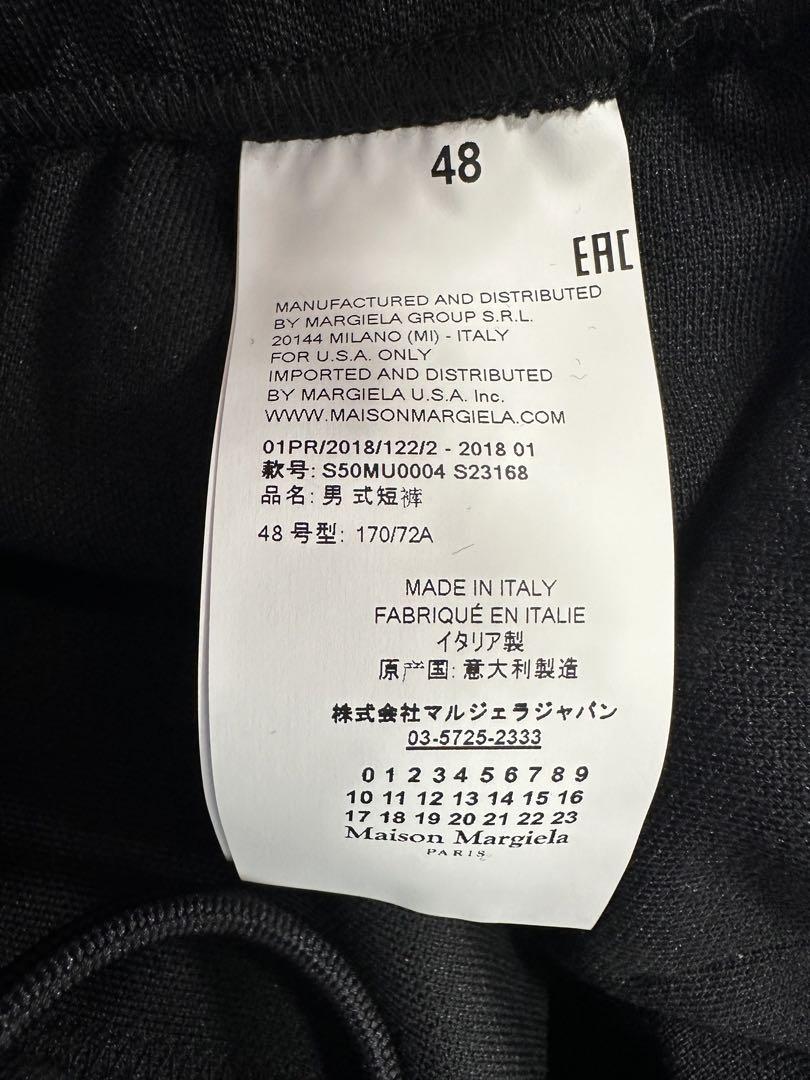 48
EAC
MANUFACTURED AND DISTRIBUTED
BY MARGIELA GROUP S.R.L.
20144 MILANO (MI) - ITALY
FOR U.S.A. ONLY
IMPORTED AND DISTRIBUTED
BY MARGIELA U.S.A. Inc.
WWW.MAISONMARGIELA.COM
01PR/2018/122/2 - 2018 01
款号: S50MU0004 S23168
品名: 男 式短裤
48 号型: 170/72A
MADE IN ITALY
FABRIQUÉ EN ITALIE
イタリア製
原产国: 意大利製造
株式会社マルジェラジャパン
03-5725-2333
0 1 2 3 4 5 6 7 8 9
10 11 12 13 14 15 16
17 18 19 20 21 22 23
Maison Margiela
PARIS